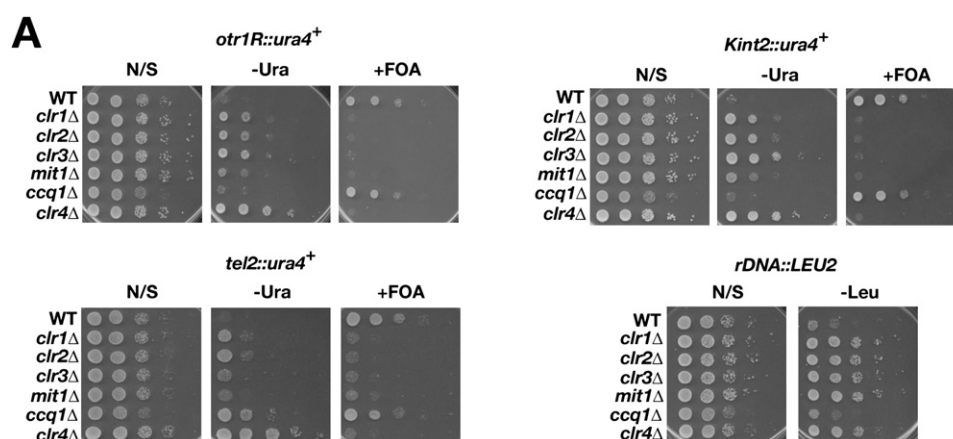 A
otr1R::ura4+
N/S -Ura +FOA
WT
clr1Δ
clr2Δ
clr3Δ
mit1Δ
ccq1Δ
clr4Δ
Kint2::ura4+
N/S -Ura +FOA
WT
clr1Δ
clr2Δ
clr3Δ
mit1Δ
ccq1Δ
clr4Δ
tel2::ura4+
N/S -Ura +FOA
WT
clr1Δ
clr2Δ
clr3Δ
mit1Δ
ccq1Δ
clr4Δ
rDNA::LEU2
N/S -Leu
WT
clr1Δ
clr2Δ
clr3Δ
mit1Δ
ccq1Δ
clr4Δ